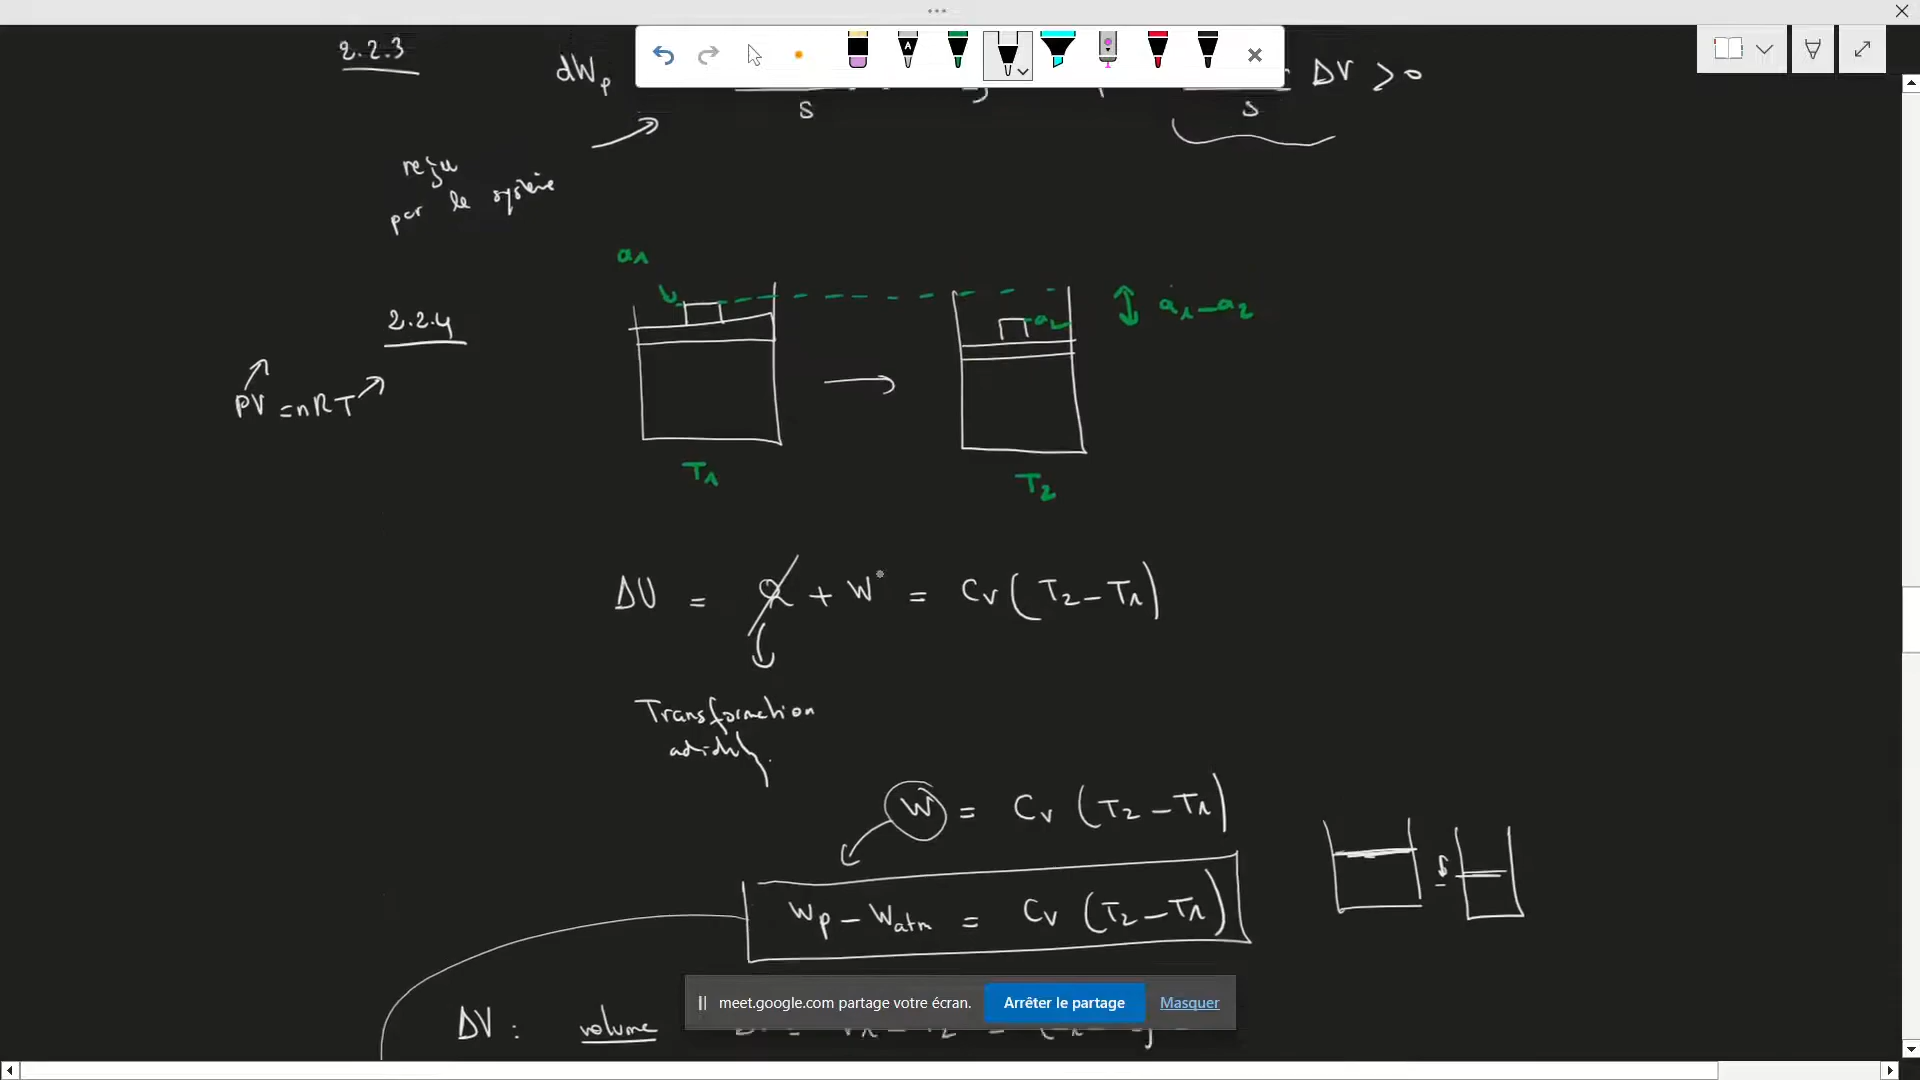 2.2.3
dWp
s
s
ΔV > 0
reçu
par le système
a1
a2
a1 - a2
2.2.4
PV = nRT
T1
T2
ΔU = Q + W = Cv (T2 - T1)
Transformation
W = Cv (T2 - T1)
Wp - Watm = Cv (T2 - T1)
meet.google.com partage votre écran.
Arrêter le partage
Masquer
ΔV : volume